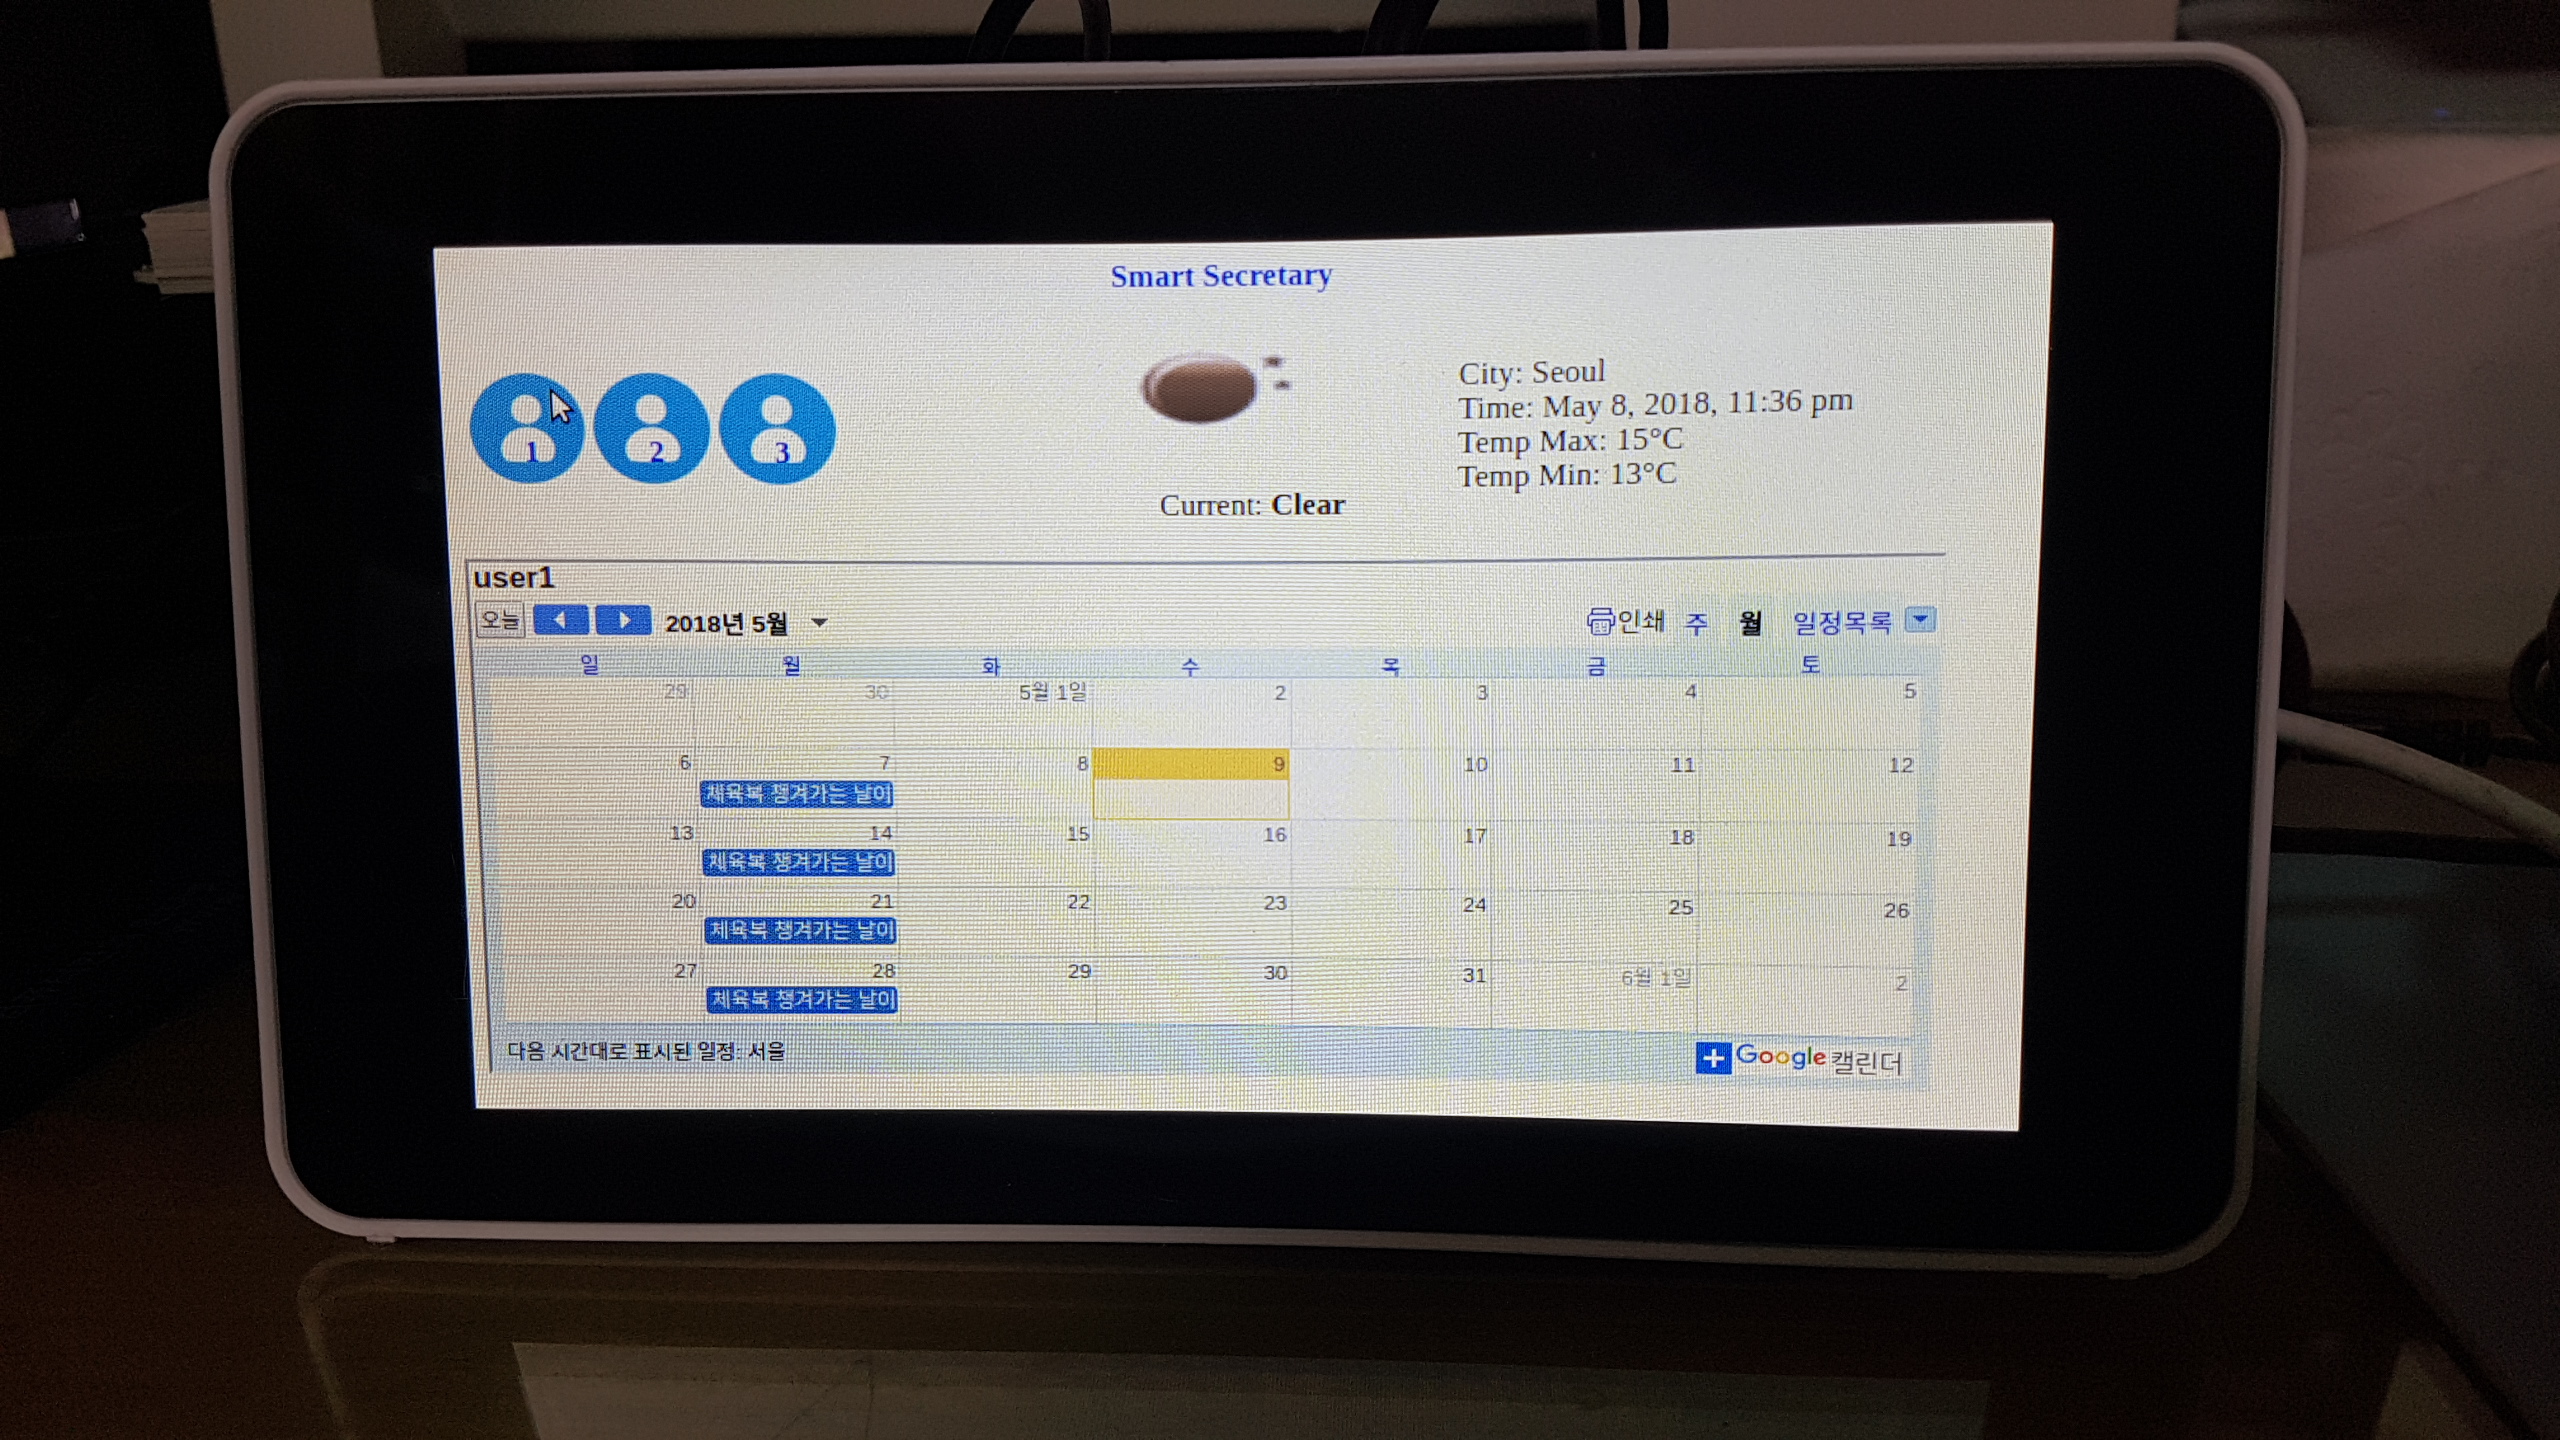 Smart Secretary
1 2 3
City: Seoul
Time: May 8, 2018, 11:36 pm
Temp Max: 15°C
Temp Min: 13°C
Current: Clear
user1
오늘 2018년 5월 인쇄 주 월 일정목록
일 월 화 수 목 금 토
29 30 5월 1일 2 3 4 5
6 7 8 9 10 11 12
체육복 챙겨가는 날이
13 14 15 16 17 18 19
체육복 챙겨가는 날이
20 21 22 23 24 25 26
체육복 챙겨가는 날이
27 28 29 30 31 6월 1일 2
체육복 챙겨가는 날이
다음 시간대로 표시된 일정: 서울
Google 캘린더